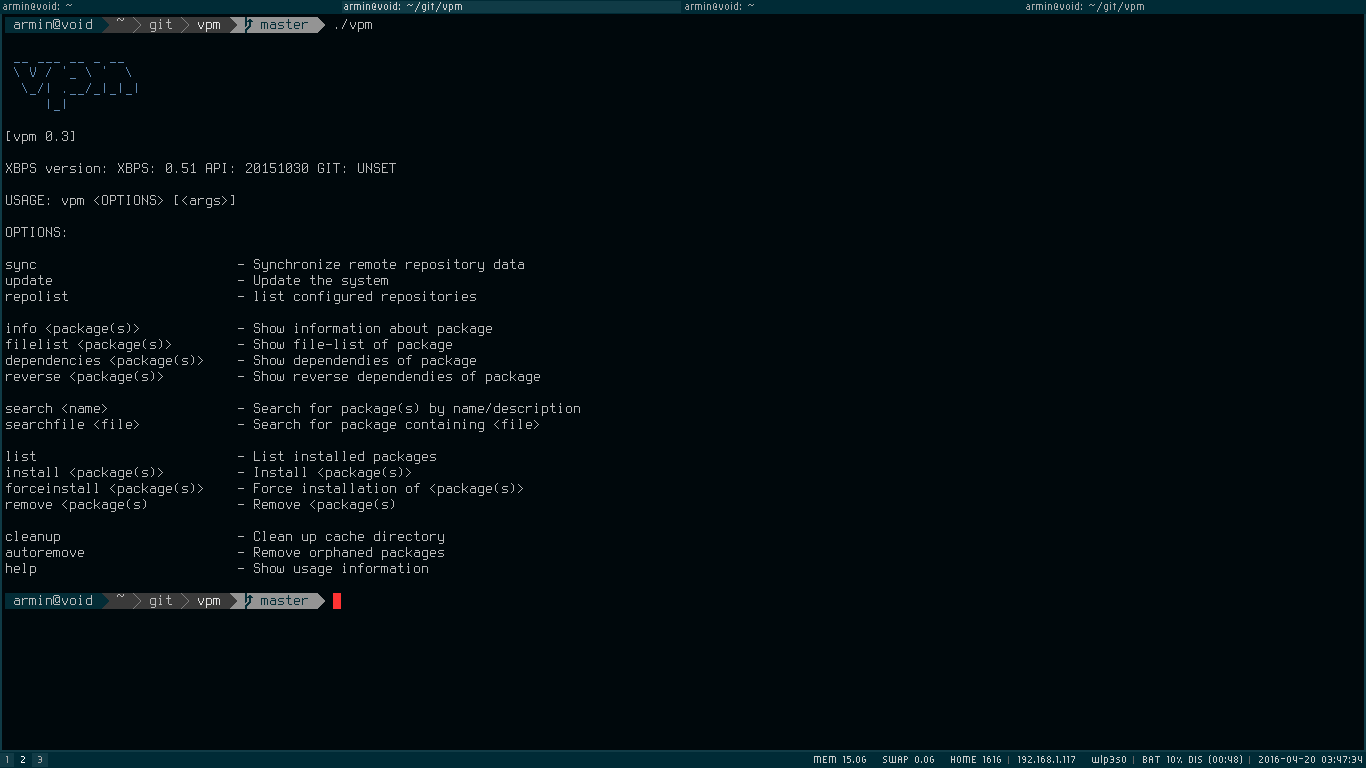 armin@void: ~ armin@void: ~/git/vpm armin@void: ~ armin@void: ~/git/vpm
armin@void ~ git vpm master ./vpm
__ ___ __ _ __
\ V / '_ \ ' \
\_/| .__/_|_|_|
|_|
[vpm 0.3]
XBPS version: XBPS: 0.51 API: 20151030 GIT: UNSET
USAGE: vpm <OPTIONS> [<args>]
OPTIONS:
sync - Synchronize remote repository data
update - Update the system
repolist - list configured repositories
info <package(s)> - Show information about package
filelist <package(s)> - Show file-list of package
dependencies <package(s)> - Show dependendies of package
reverse <package(s)> - Show reverse dependendies of package
search <name> - Search for package(s) by name/description
searchfile <file> - Search for package containing <file>
list - List installed packages
install <package(s)> - Install <package(s)>
forceinstall <package(s)> - Force installation of <package(s)>
remove <package(s) - Remove <package(s)
cleanup - Clean up cache directory
autoremove - Remove orphaned packages
help - Show usage information
armin@void ~ git vpm master
1 2 3 MEM 15.06 SWAP 0.06 HOME 161G | 192.168.1.117 wlp3s0 | BAT 10% DIS (00:48) | 2016-04-20 03:47:34